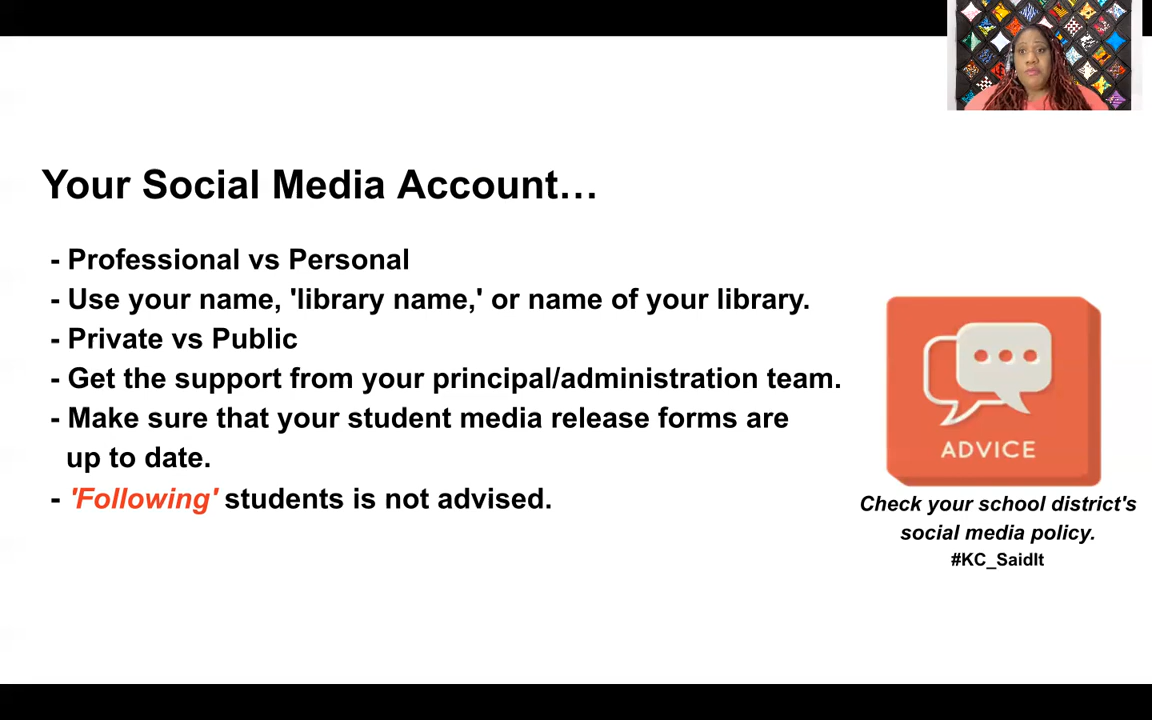 Your Social Media Account…
- Professional vs Personal
- Use your name, 'library name,' or name of your library.
- Private vs Public
- Get the support from your principal/administration team.
- Make sure that your student media release forms are
up to date.
- 'Following' students is not advised.
ADVICE
Check your school district's
social media policy.
#KC_SaidIt